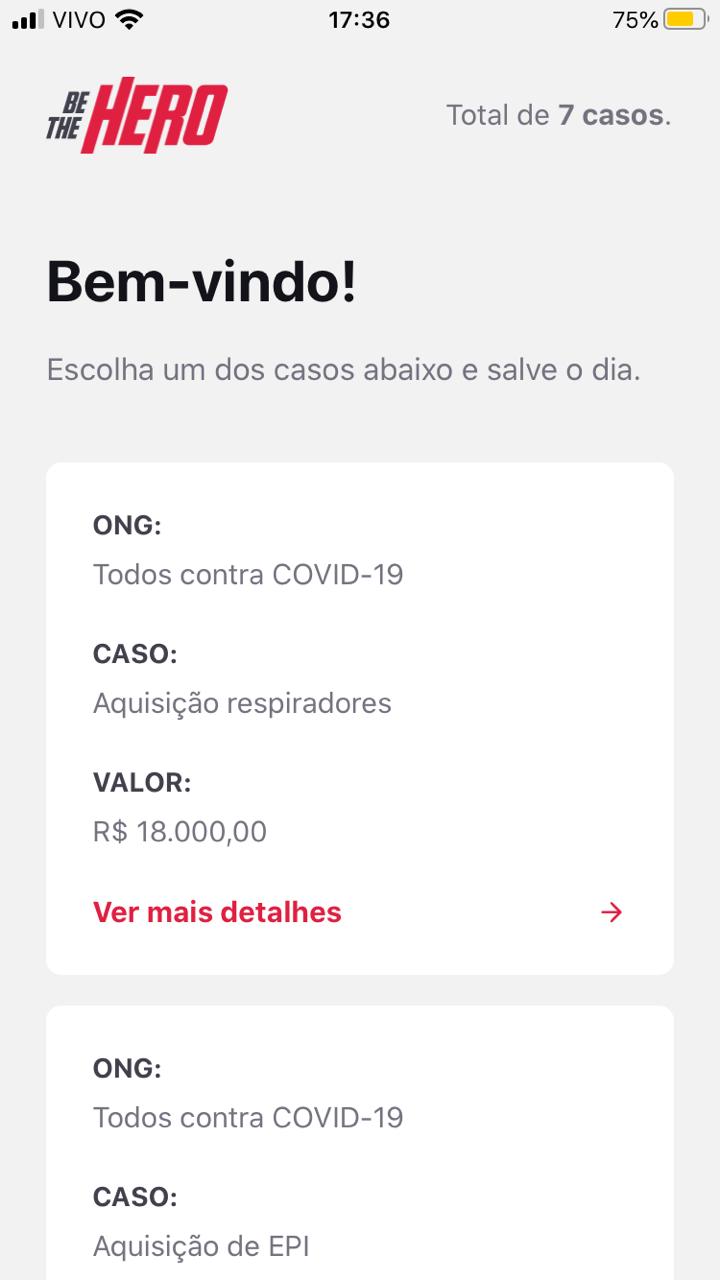 VIVO 17:36 75%
BE THE HERO
Total de 7 casos.
Bem-vindo!
Escolha um dos casos abaixo e salve o dia.
ONG:
Todos contra COVID-19
CASO:
Aquisição respiradores
VALOR:
R$ 18.000,00
Ver mais detalhes
ONG:
Todos contra COVID-19
CASO:
Aquisição de EPI